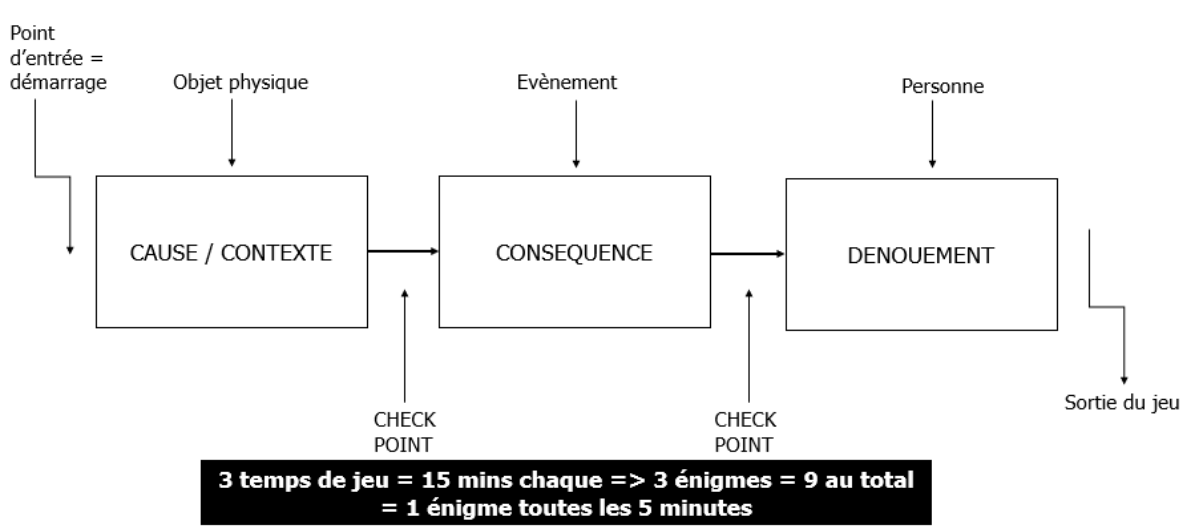 Point
d'entrée =
démarrage
Objet physique
Evènement
Personne
CAUSE / CONTEXTE
CONSEQUENCE
DENOUEMENT
CHECK
POINT
CHECK
POINT
Sortie du jeu
3 temps de jeu = 15 mins chaque => 3 énigmes = 9 au total
= 1 énigme toutes les 5 minutes